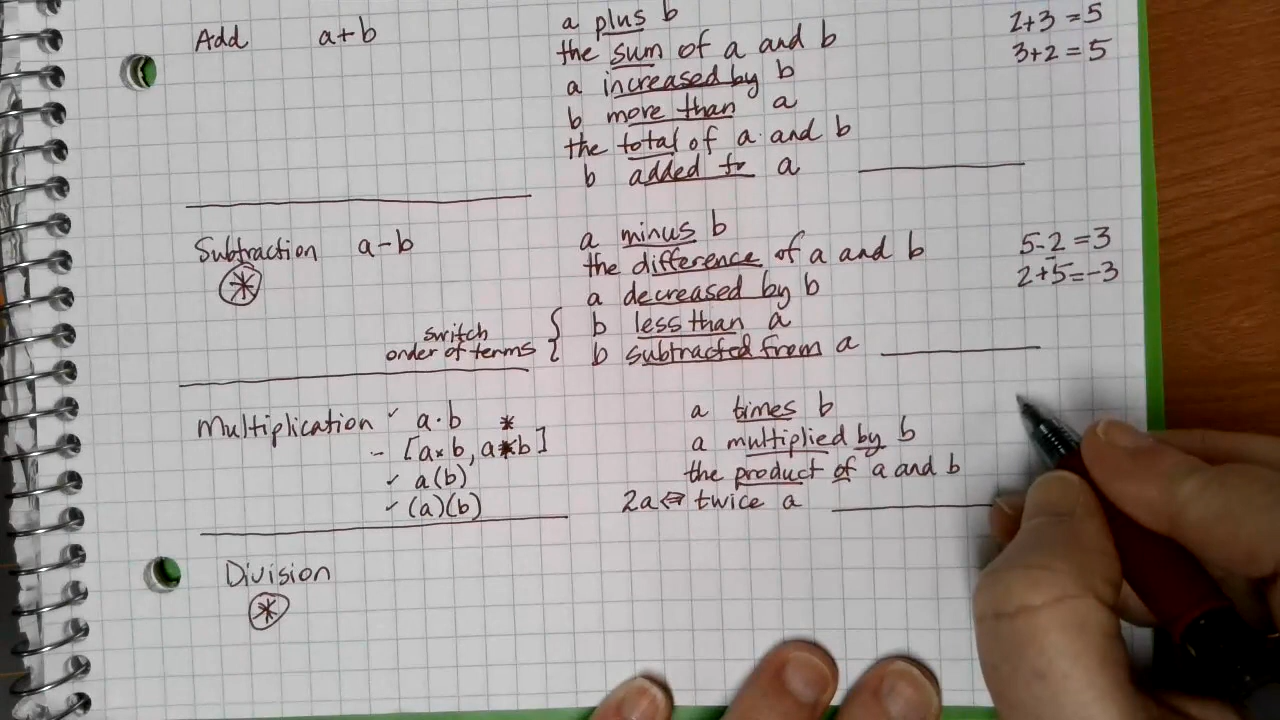 Add a+b
a plus b
the sum of a and b
a increased by b
b more than a
the total of a and b
b added to a
2+3=5
3+2=5
Subtraction a-b
*
a minus b
the difference of a and b
a decreased by b
switch order of terms { b less than a
b subtracted from a
5-2=3
2+5=-3
Multiplication ✓ a·b *
- [a×b, a*b]
✓ a(b)
✓ (a)(b)
a times b
a multiplied by b
the product of a and b
2a⇔ twice a
Division
*